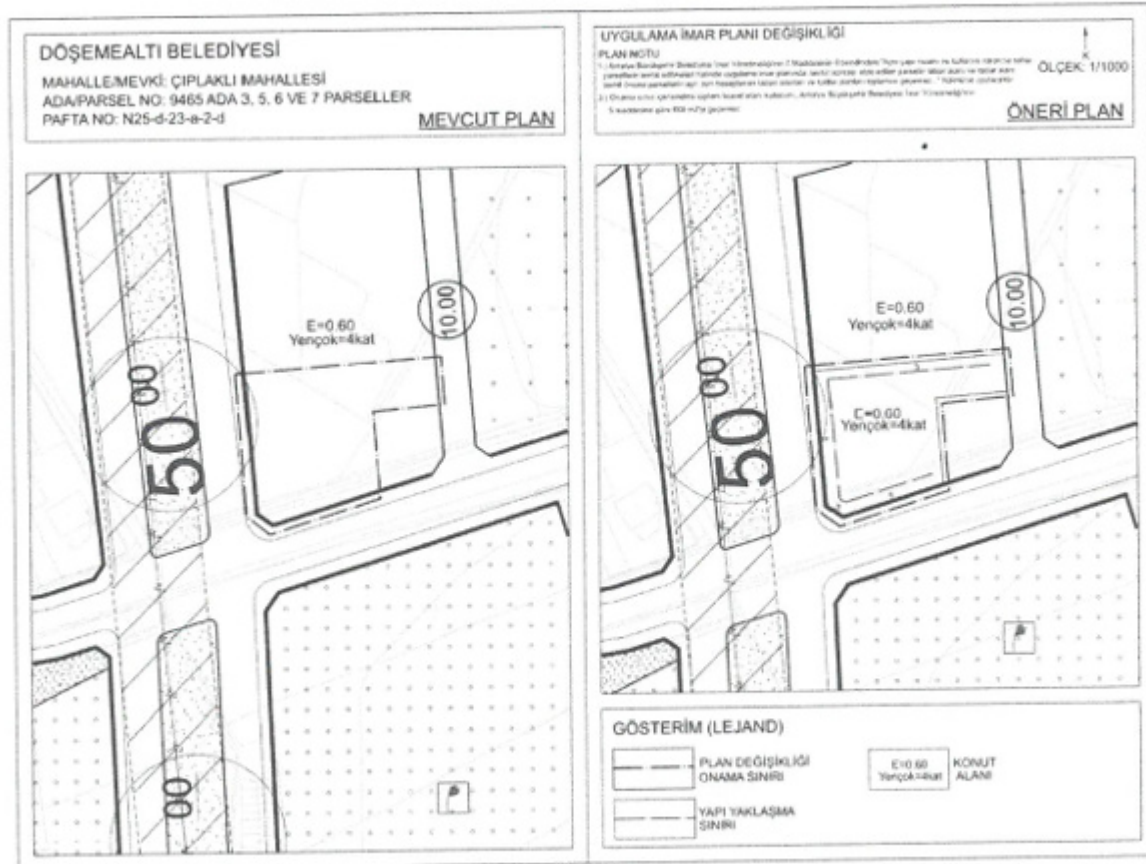 DÖŞEMEALTI BELEDİYESİ
MAHALLE/MEVKİ: ÇIPLAKLI MAHALLESİ
ADA/PARSEL NO: 9465 ADA 3, 5, 6 VE 7 PARSELLER
PAFTA NO: N25-d-23-a-2-d
MEVCUT PLAN
E=0.60
Yençok=4kat
10.00
50
00
00
UYGULAMA İMAR PLANI DEĞİŞİKLİĞİ
PLAN NOTU
K
ÖLÇEK: 1/1000
ÖNERİ PLAN
E=0.60
Yençok=4kat
10.00
E=0.60
Yençok=4kat
50
00
GÖSTERİM (LEJAND)
PLAN DEĞİŞİKLİĞİ
ONAMA SINIRI
E=0.60
Yençok=4kat
KONUT
ALANI
YAPI YAKLAŞMA
SINIRI